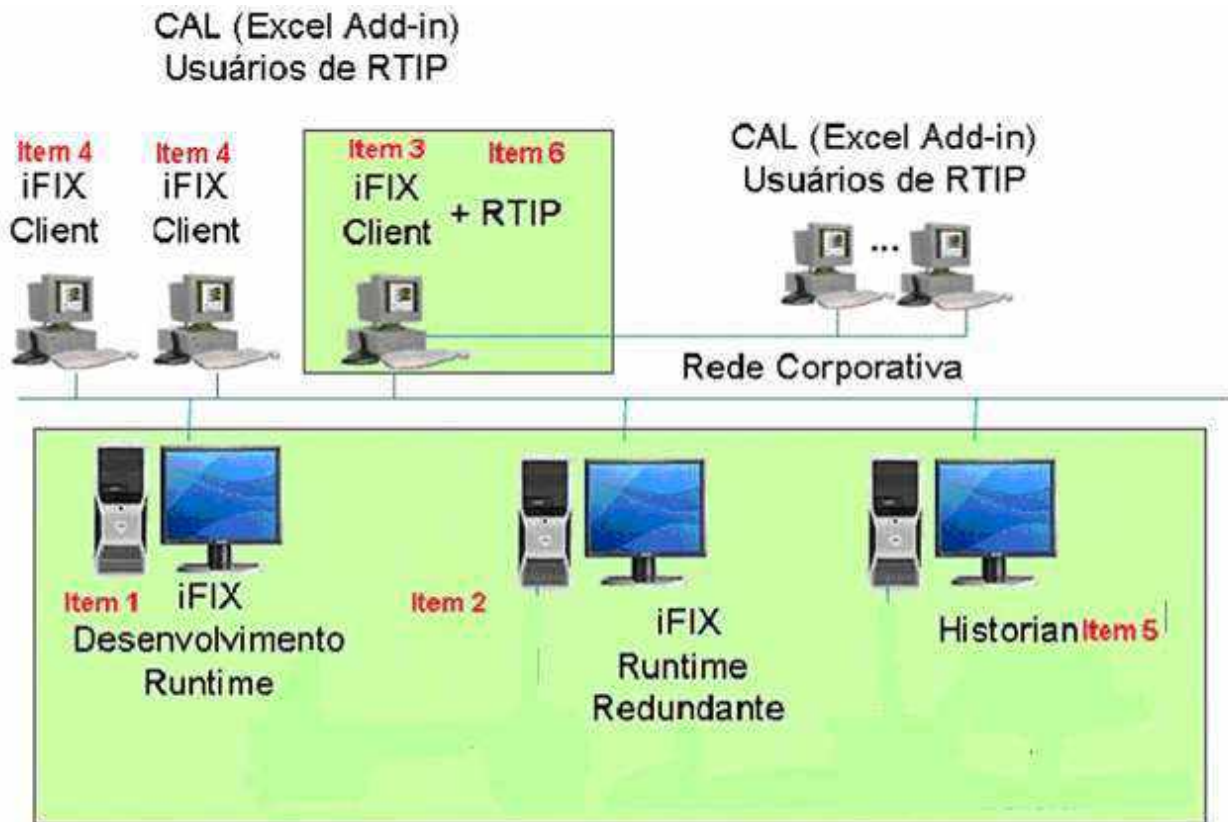 CAL (Excel Add-in)
Usuários de RTIP
Item 4
iFIX
Client
Item 4
iFIX
Client
Item 3
iFIX
Client
Item 6
+ RTIP
CAL (Excel Add-in)
Usuários de RTIP
...
Rede Corporativa
Item 1
iFIX
Desenvolvimento
Runtime
Item 2
iFIX
Runtime
Redundante
Historian Item 5